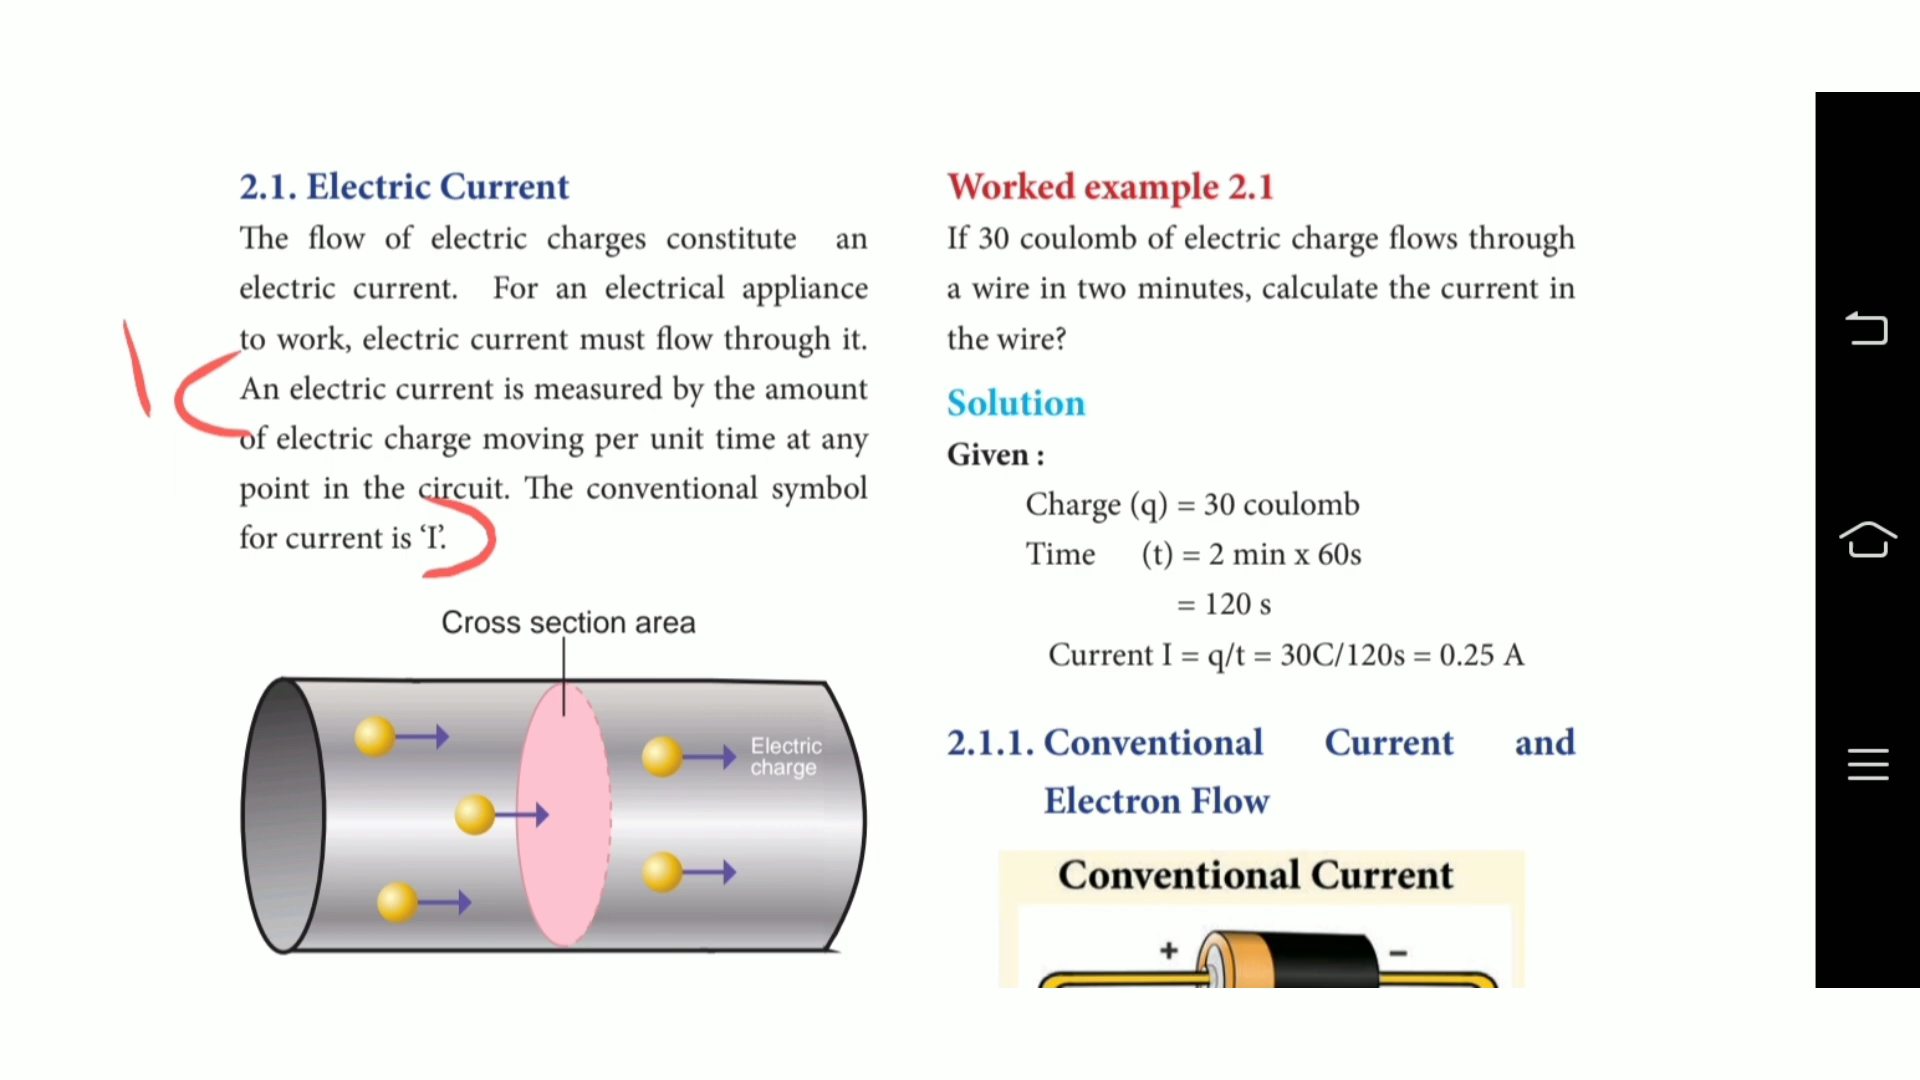 2.1. Electric Current
The flow of electric charges constitute an
electric current. For an electrical appliance
to work, electric current must flow through it.
An electric current is measured by the amount
of electric charge moving per unit time at any
point in the circuit. The conventional symbol
for current is ‘I’.
Cross section area
Electric
charge
Worked example 2.1
If 30 coulomb of electric charge flows through
a wire in two minutes, calculate the current in
the wire?
Solution
Given :
Charge (q) = 30 coulomb
Time (t) = 2 min x 60s
= 120 s
Current I = q/t = 30C/120s = 0.25 A
2.1.1. Conventional Current and
Electron Flow
Conventional Current
+ –